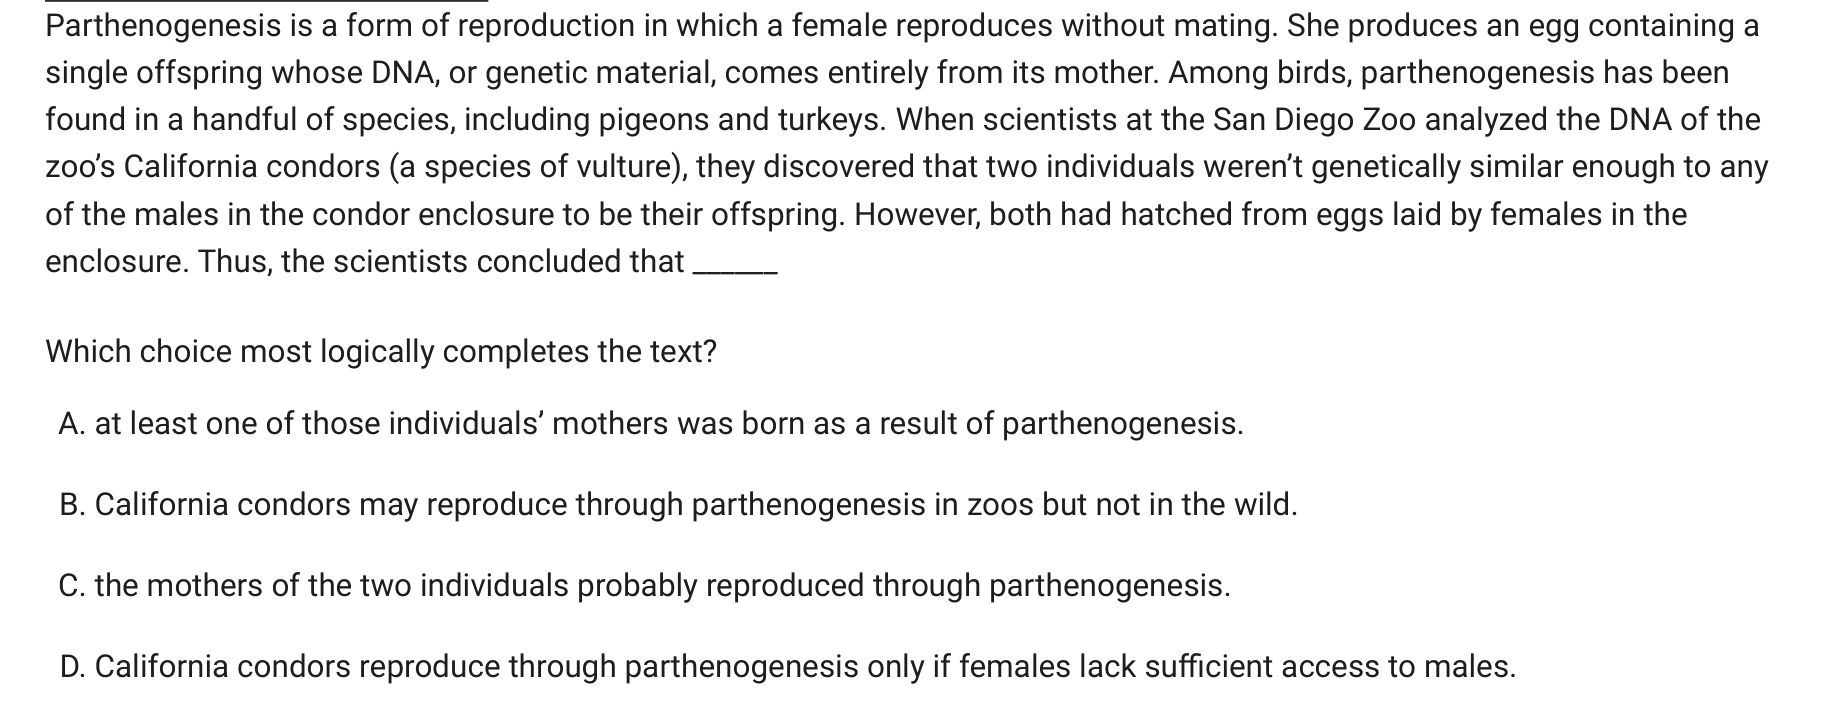 Parthenogenesis is a form of reproduction in which a female reproduces without mating. She produces an egg containing a
single offspring whose DNA, or genetic material, comes entirely from its mother. Among birds, parthenogenesis has been
found in a handful of species, including pigeons and turkeys. When scientists at the San Diego Zoo analyzed the DNA of the
zoo’s California condors (a species of vulture), they discovered that two individuals weren’t genetically similar enough to any
of the males in the condor enclosure to be their offspring. However, both had hatched from eggs laid by females in the
enclosure. Thus, the scientists concluded that ______
Which choice most logically completes the text?
A. at least one of those individuals’ mothers was born as a result of parthenogenesis.
B. California condors may reproduce through parthenogenesis in zoos but not in the wild.
C. the mothers of the two individuals probably reproduced through parthenogenesis.
D. California condors reproduce through parthenogenesis only if females lack sufficient access to males.